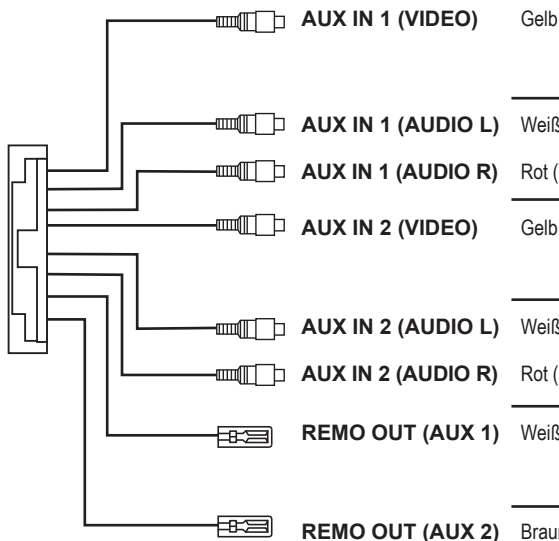 AUX IN 1 (VIDEO) Gelb
AUX IN 1 (AUDIO L) Weiß
AUX IN 1 (AUDIO R) Rot (
AUX IN 2 (VIDEO) Gelb
AUX IN 2 (AUDIO L) Weiß
AUX IN 2 (AUDIO R) Rot (
REMO OUT (AUX 1) Weiß
REMO OUT (AUX 2) Braun